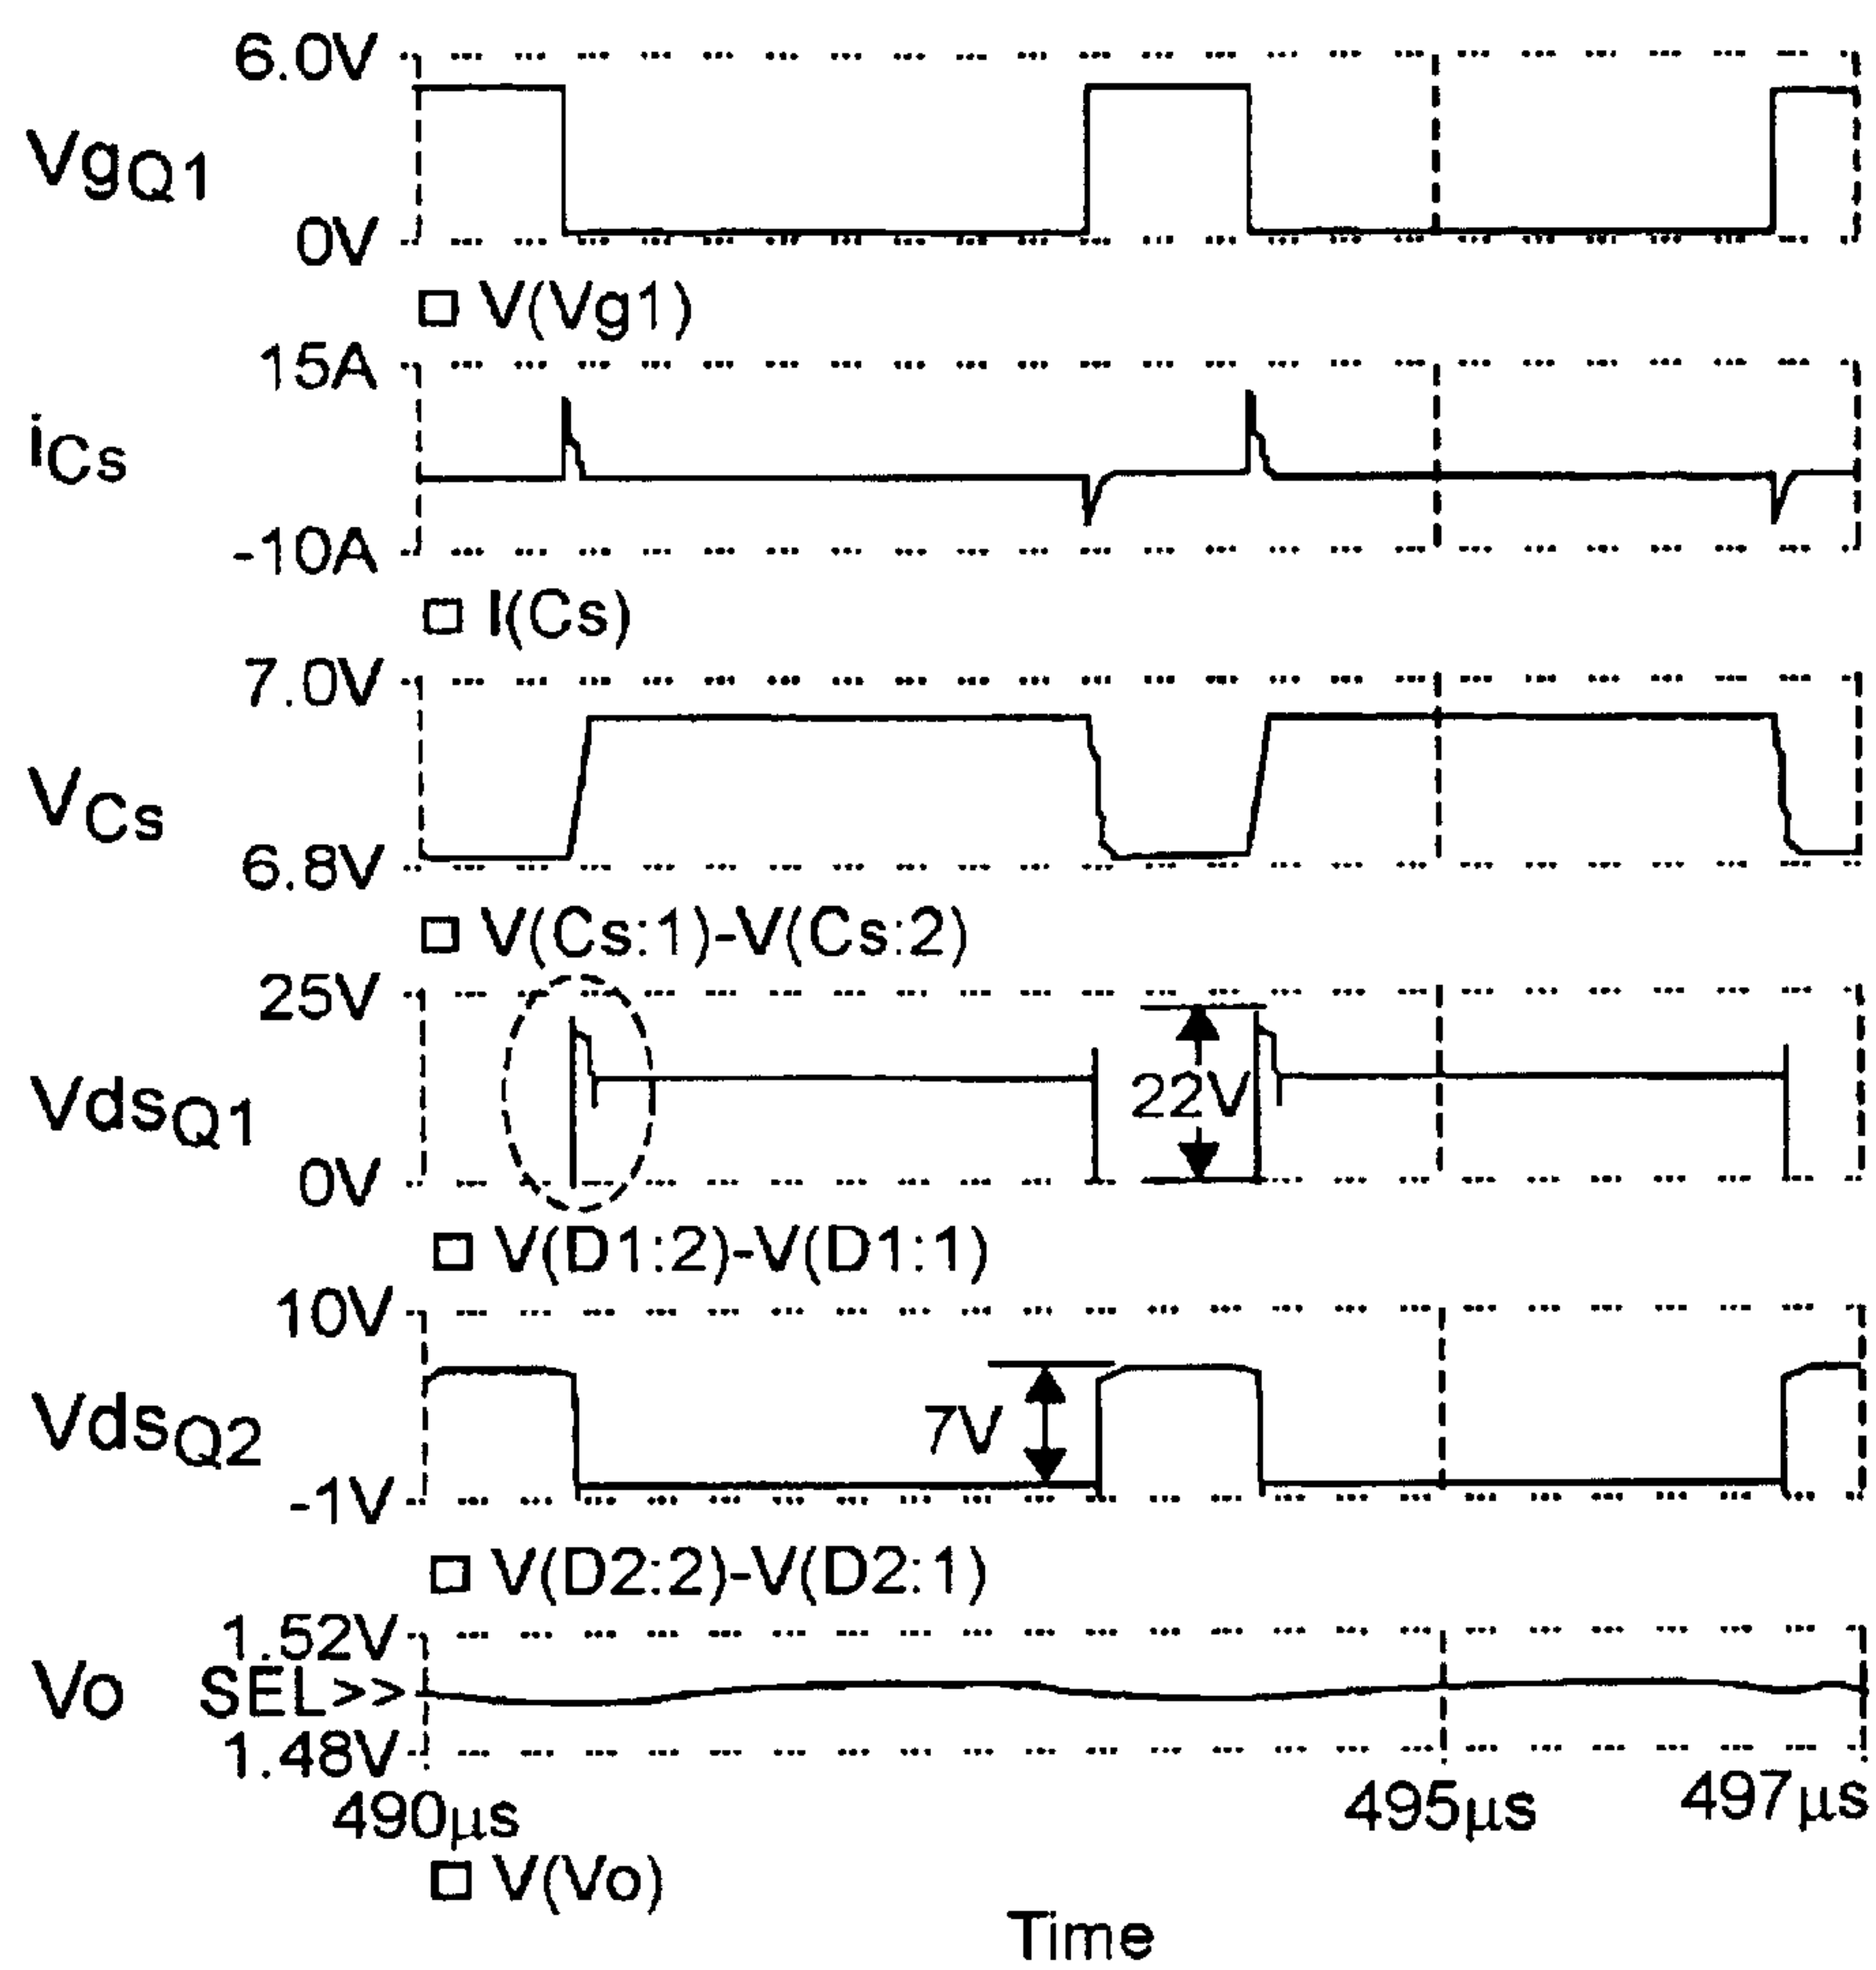 6.0V
VgQ1
0V
□ V(Vg1)
15A
iCs
-10A
□ I(Cs)
7.0V
VCs
6.8V
□ V(Cs:1)-V(Cs:2)
25V
22V
VdsQ1
0V
□ V(D1:2)-V(D1:1)
10V
7V
VdsQ2
-1V
□ V(D2:2)-V(D2:1)
1.52V
Vo SEL>>
1.48V
490μs 495μs 497μs
□ V(Vo)
Time